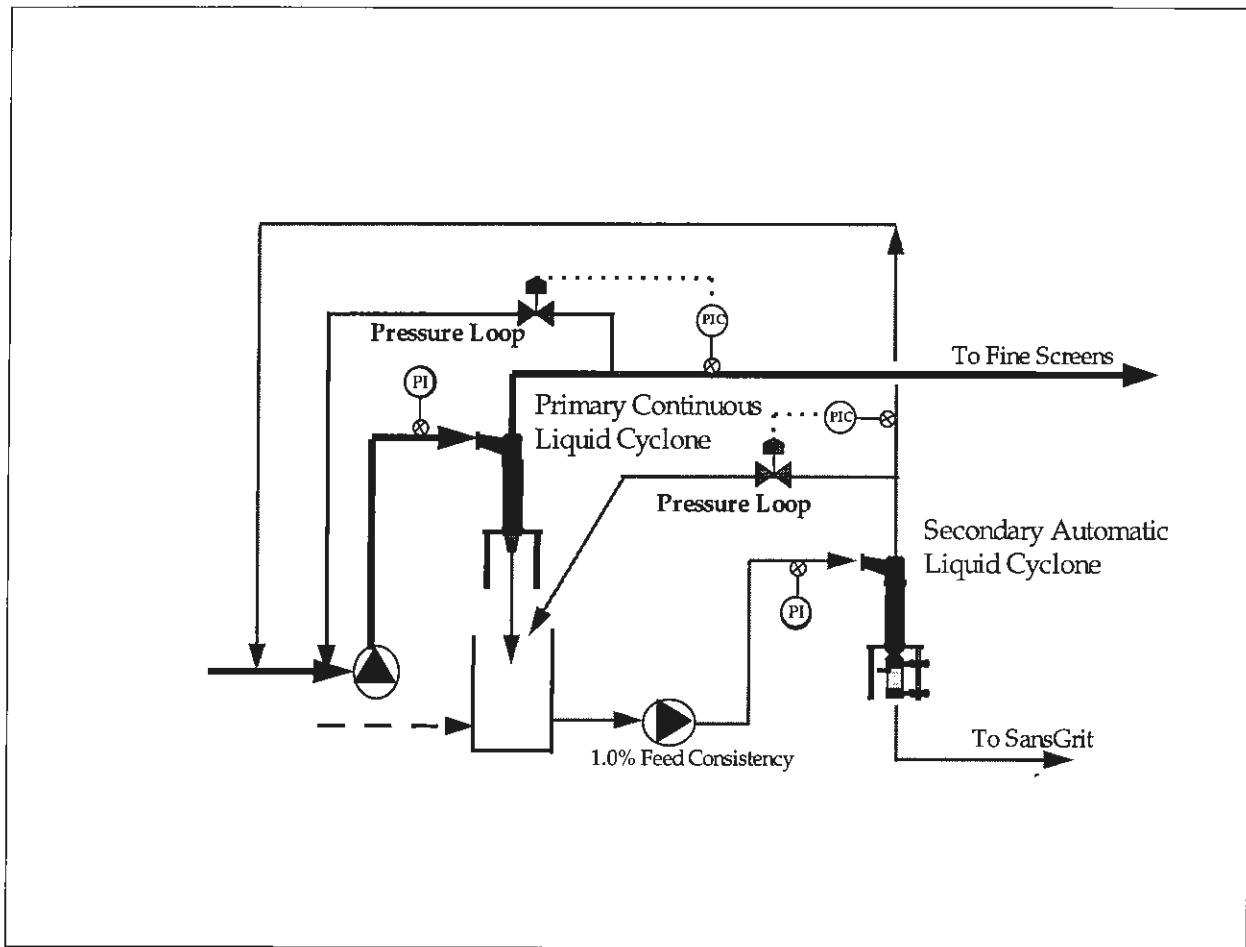 PIC
Pressure Loop
To Fine Screens
PI
Primary Continuous
Liquid Cyclone
PIC
Pressure Loop
Secondary Automatic
Liquid Cyclone
PI
To SansGrit
1.0% Feed Consistency